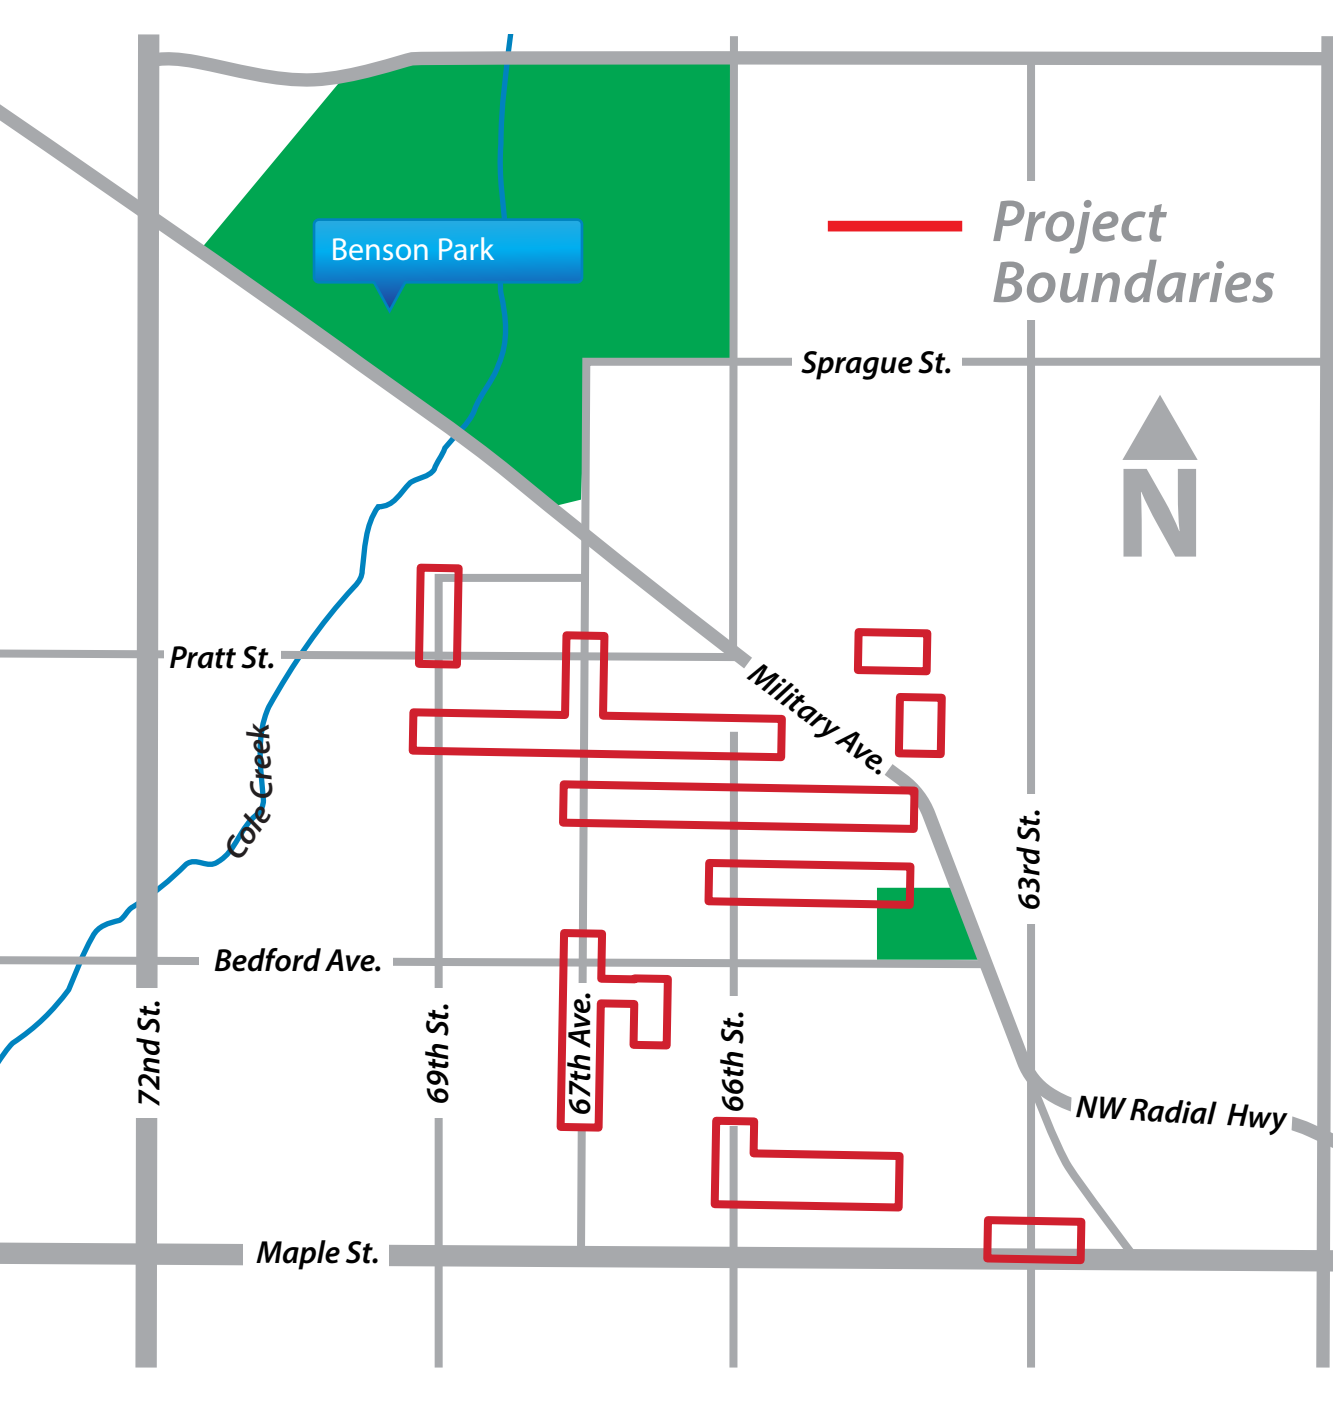 Benson Park
Project
Boundaries
Sprague St.
N
Pratt St.
Military Ave.
Cole Creek
63rd St.
Bedford Ave.
72nd St.
69th St.
67th Ave.
66th St.
NW Radial Hwy
Maple St.